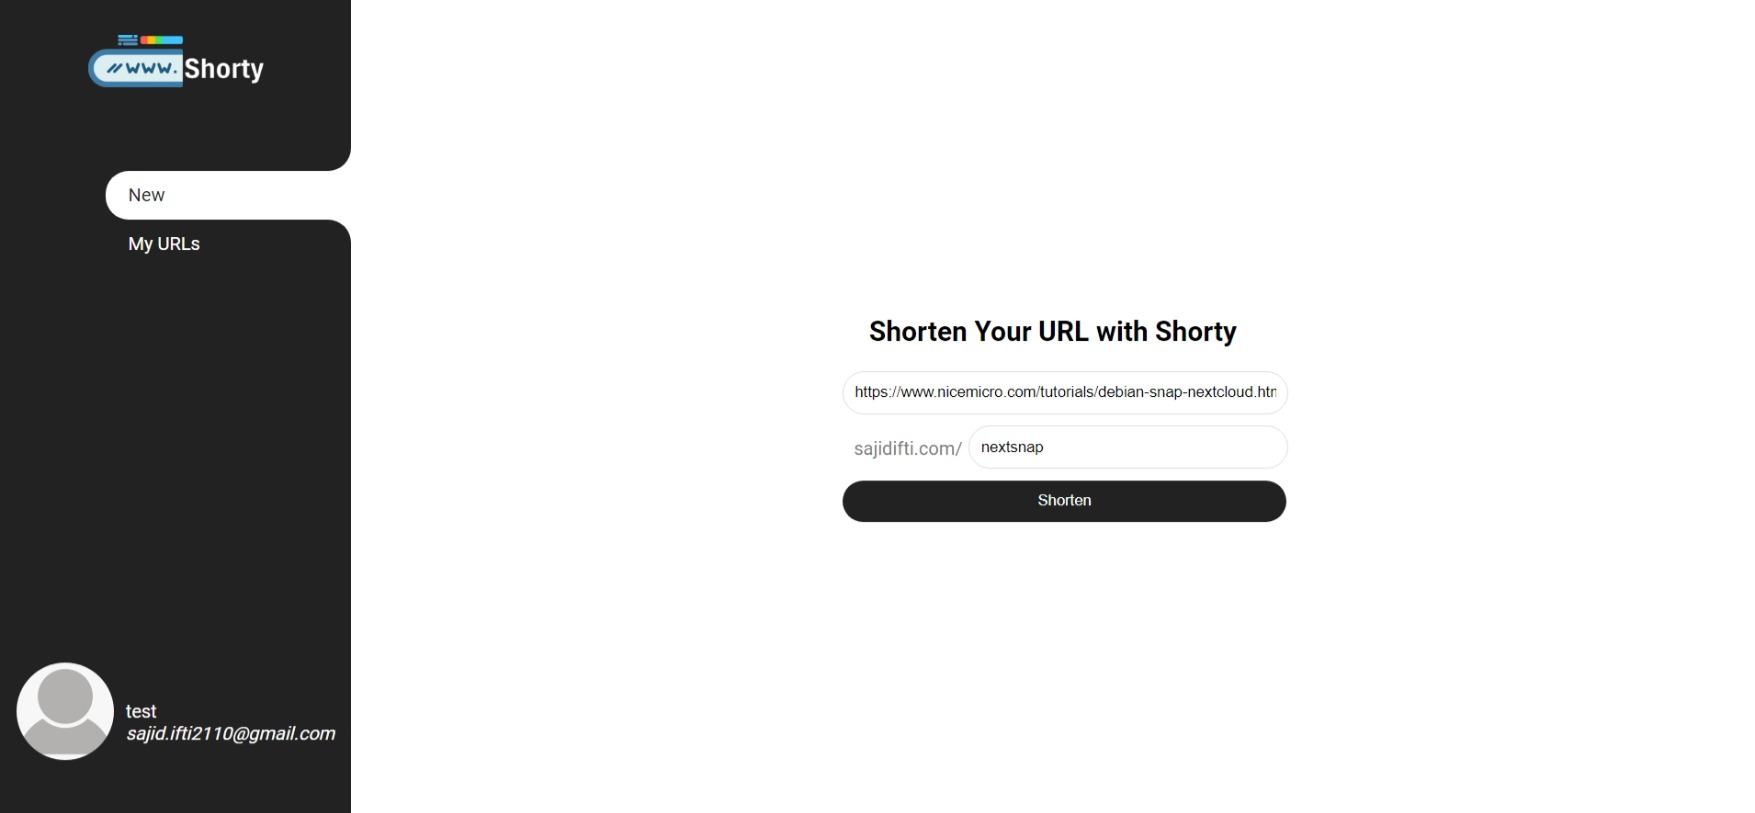 //www.Shorty
New
My URLs
Shorten Your URL with Shorty
https://www.nicemicro.com/tutorials/debian-snap-nextcloud.htm
sajidifti.com/ nextsnap
Shorten
test
sajid.ifti2110@gmail.com